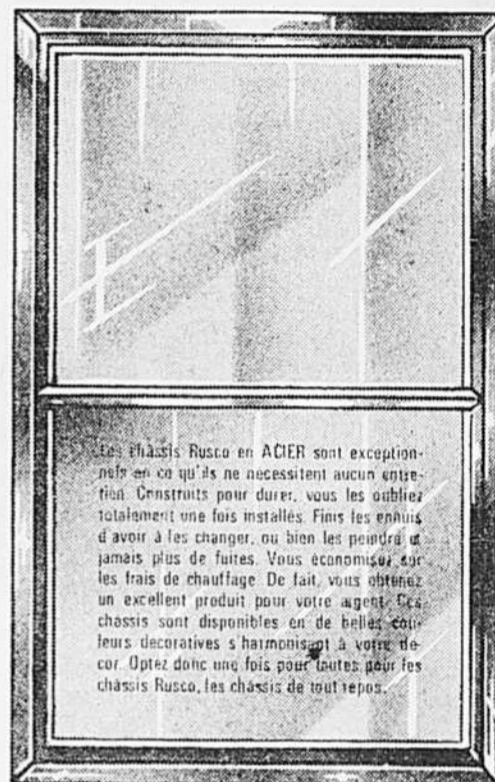 Les châssis Rusco en ACIER sont exception-
nels en ce qu'ils ne necessitent aucun entre-
tien. Construits pour durer, vous les oubliez
totalement une fois installés. Finis les ennuis
d'avoir à les changer, ou bien les peindre et
jamais plus de fuites. Vous économisez sur
les frais de chauffage. De fait, vous obtenez
un excellent produit pour votre argent. Ces
chassis sont disponibles en de belles cou-
leurs decoratives s'harmonisant à votre dé-
cor. Optez donc une fois pour toutes pour les
châssis Rusco, les châssis de tout repos.